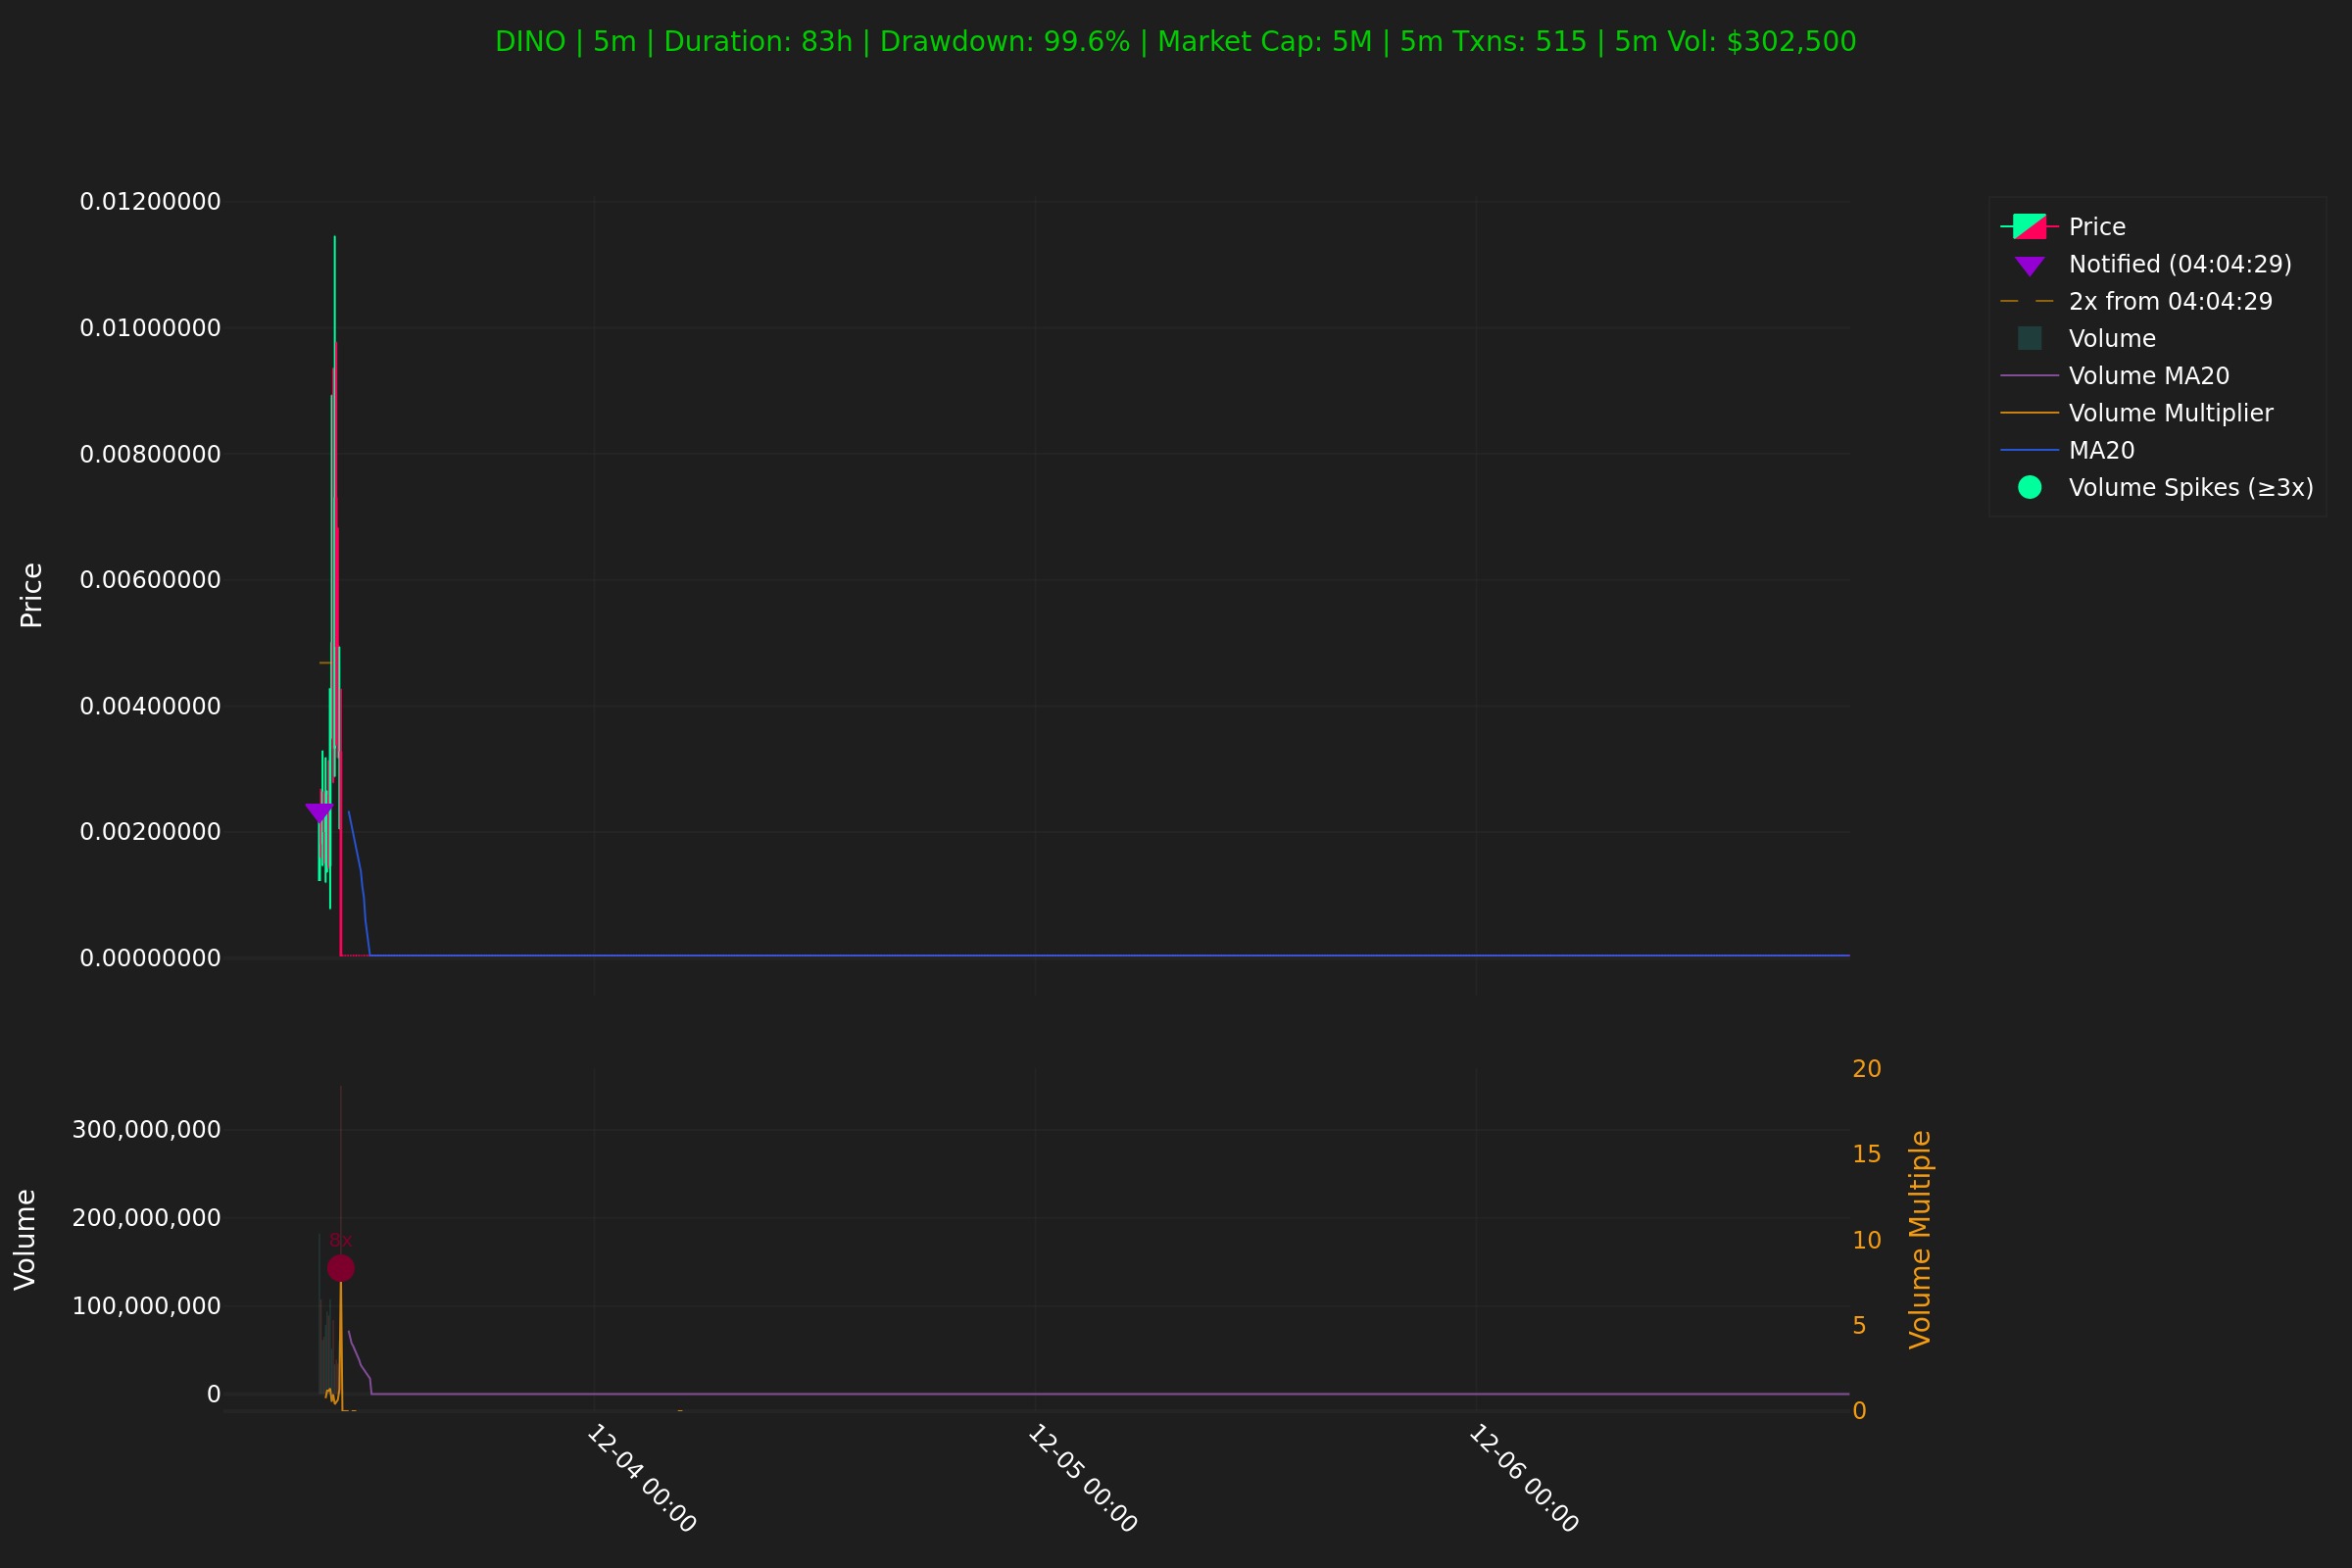 DINO | 5m | Duration: 83h | Drawdown: 99.6% | Market Cap: 5M | 5m Txns: 515 | 5m Vol: $302,500
Price
0.01200000
0.01000000
0.00800000
0.00600000
0.00400000
0.00200000
0.00000000
Price
Notified (04:04:29)
2x from 04:04:29
Volume
Volume MA20
Volume Multiplier
MA20
Volume Spikes (≥3x)
Volume
300,000,000
200,000,000
100,000,000
0
8x
20
15
10
5
0
Volume Multiple
12-04 00:00
12-05 00:00
12-06 00:00